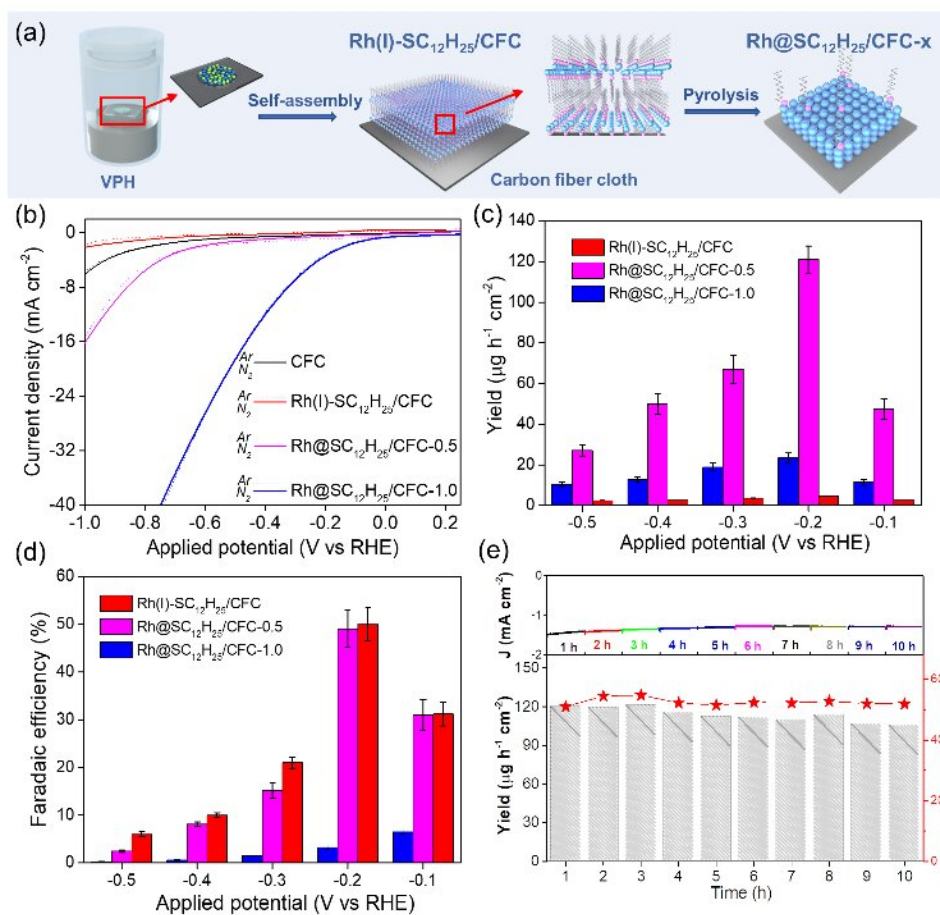 (a)
Rh(I)-SC₁₂H₂₅/CFC
Rh@SC₁₂H₂₅/CFC-x
Self-assembly
Pyrolysis
VPH
Carbon fiber cloth
(b)
0
-8
-16
-24
-32
-40
Current density (mA cm⁻²)
Ar
N₂
CFC
Ar
N₂
Rh(I)-SC₁₂H₂₅/CFC
Ar
N₂
Rh@SC₁₂H₂₅/CFC-0.5
Ar
N₂
Rh@SC₁₂H₂₅/CFC-1.0
-1.0 -0.8 -0.6 -0.4 -0.2 0.0 0.2
Applied potential (V vs RHE)
(c)
140
120
100
80
60
40
20
0
Yield (μg h⁻¹ cm⁻²)
Rh(I)-SC₁₂H₂₅/CFC
Rh@SC₁₂H₂₅/CFC-0.5
Rh@SC₁₂H₂₅/CFC-1.0
-0.5 -0.4 -0.3 -0.2 -0.1
Applied potential (V vs RHE)
(d)
60
50
40
30
20
10
0
Faradaic efficiency (%)
Rh(I)-SC₁₂H₂₅/CFC
Rh@SC₁₂H₂₅/CFC-0.5
Rh@SC₁₂H₂₅/CFC-1.0
-0.5 -0.4 -0.3 -0.2 -0.1
Applied potential (V vs RHE)
(e)
0
-1
-2
J (mA cm⁻²)
1 h 2 h 3 h 4 h 5 h 6 h 7 h 8 h 9 h 10 h
150
120
90
60
30
0
Yield (μg h⁻¹ cm⁻²)
60
40
20
0
1 2 3 4 5 6 7 8 9 10
Time (h)